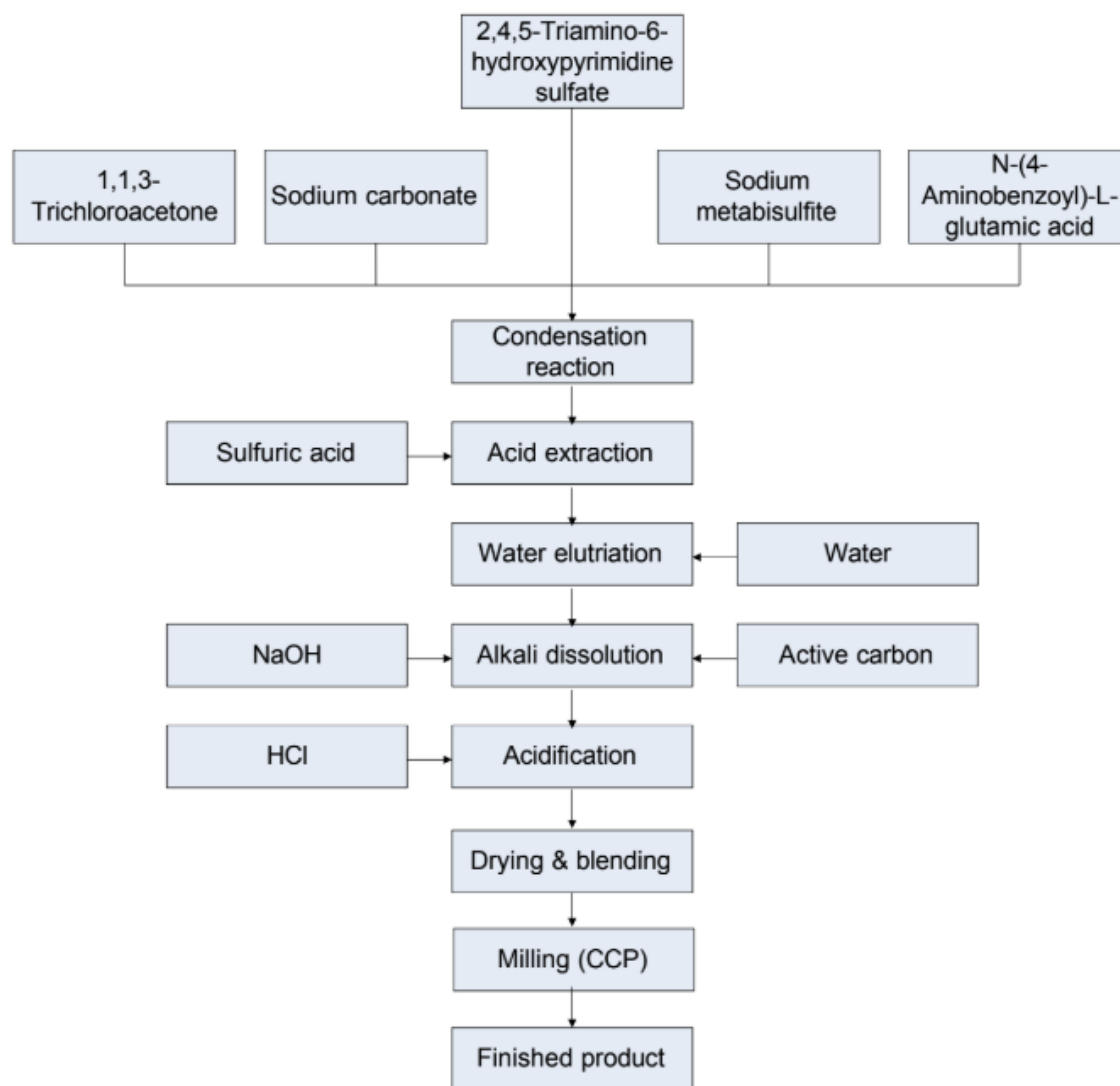 2,4,5-Triamino-6-
hydroxypyrimidine
sulfate
1,1,3-
Trichloroacetone
Sodium carbonate
Sodium
metabisulfite
N-(4-
Aminobenzoyl)-L-
glutamic acid
Condensation
reaction
Sulfuric acid
Acid extraction
Water elutriation
Water
NaOH
Alkali dissolution
Active carbon
HCl
Acidification
Drying & blending
Milling (CCP)
Finished product